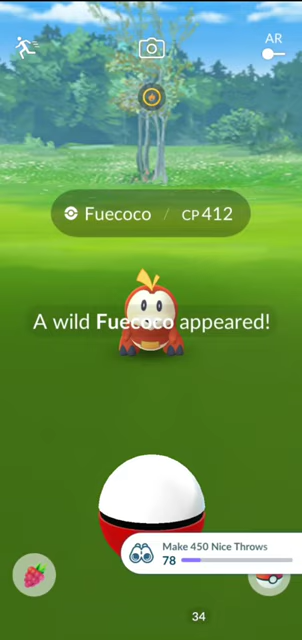 AR
Fuecoco / CP412
A wild Fuecoco appeared!
Make 450 Nice Throws
78
34